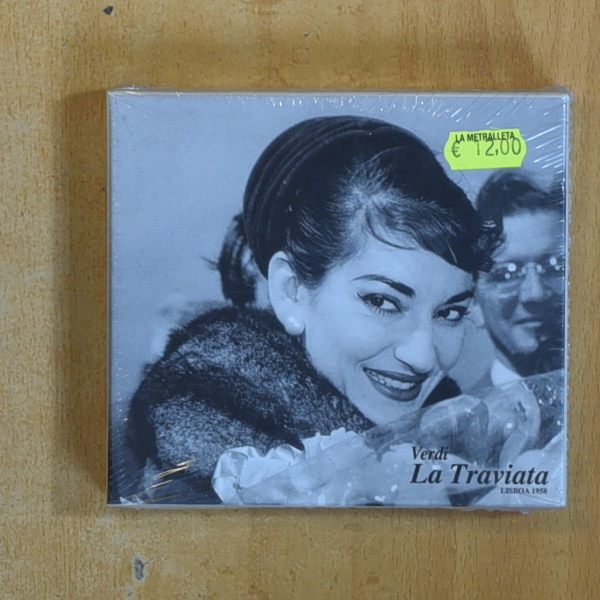 LA METRALLETA
€ 12,00
Verdi
La Traviata
LISBOA 1958